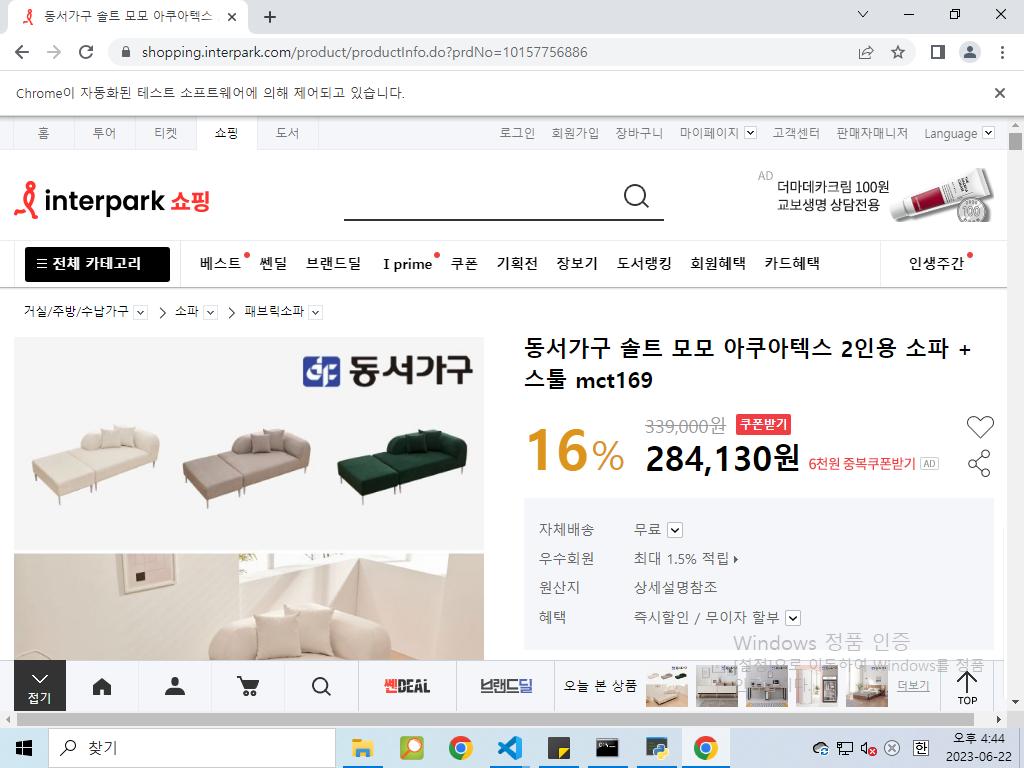 동서가구 솔트 모모 아쿠아텍스
shopping.interpark.com/product/productInfo.do?prdNo=10157756886
Chrome이 자동화된 테스트 소프트웨어에 의해 제어되고 있습니다.
홈 투어 티켓 쇼핑 도서 로그인 회원가입 장바구니 마이페이지 고객센터 판매자매니저 Language
interpark 쇼핑
AD
더마데카크림 100원
교보생명 상담전용
전체 카테고리 베스트 쎈딜 브랜드딜 I prime 쿠폰 기획전 장보기 도서랭킹 회원혜택 카드혜택 인생주간
거실/주방/수납가구 소파 패브릭소파
동서가구
동서가구 솔트 모모 아쿠아텍스 2인용 소파 +
스툴 mct169
16%
339,000원 쿠폰받기
284,130원 6천원 중복쿠폰받기 AD
자체배송 무료
우수회원 최대 1.5% 적립
원산지 상세설명참조
혜택 즉시할인 / 무이자 할부
Windows 정품 인증
[설정]으로 이동하여 Windows를 정품
접기 쎈DEAL 브랜드딜 오늘 본 상품 더보기 TOP
찾기
한
오후 4:44
2023-06-22